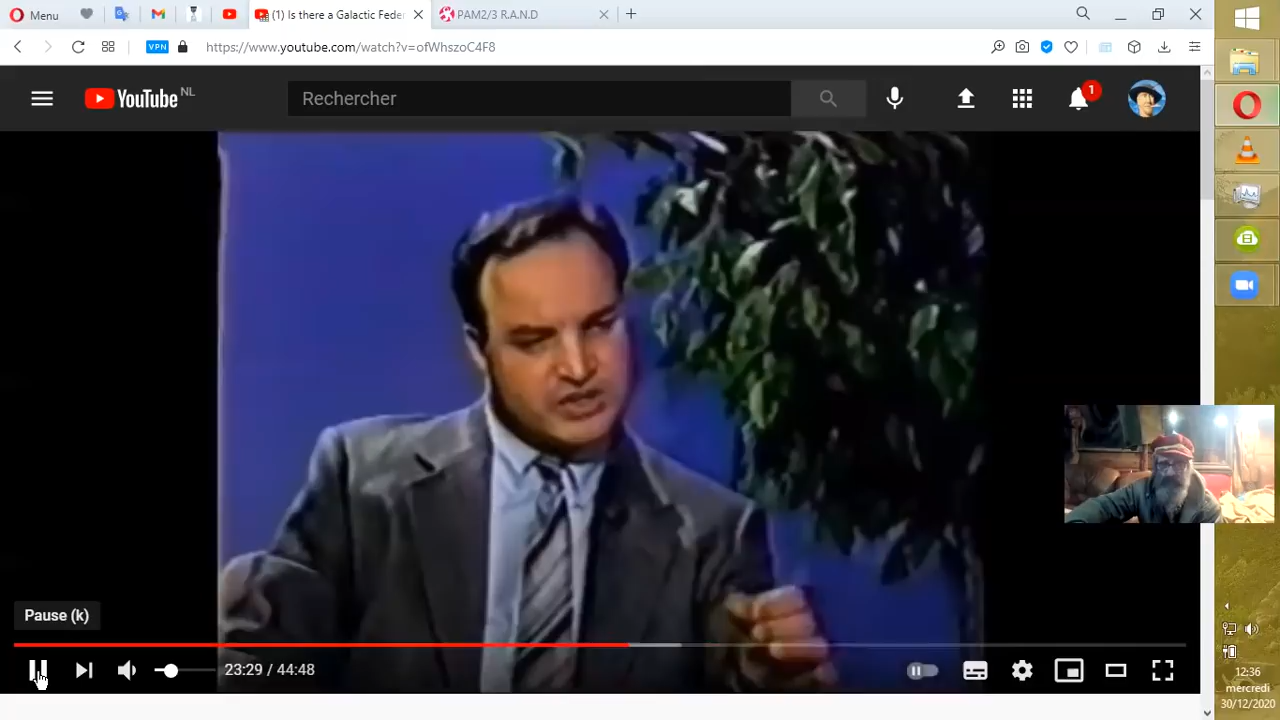 Menu
(1) Is there a Galactic Feder
PAM2/3 R.A.N.D
VPN
https://www.youtube.com/watch?v=ofWhszoC4F8
YouTube NL
Rechercher
1
Pause (k)
23:29 / 44:48
12:36
mercredi
30/12/2020